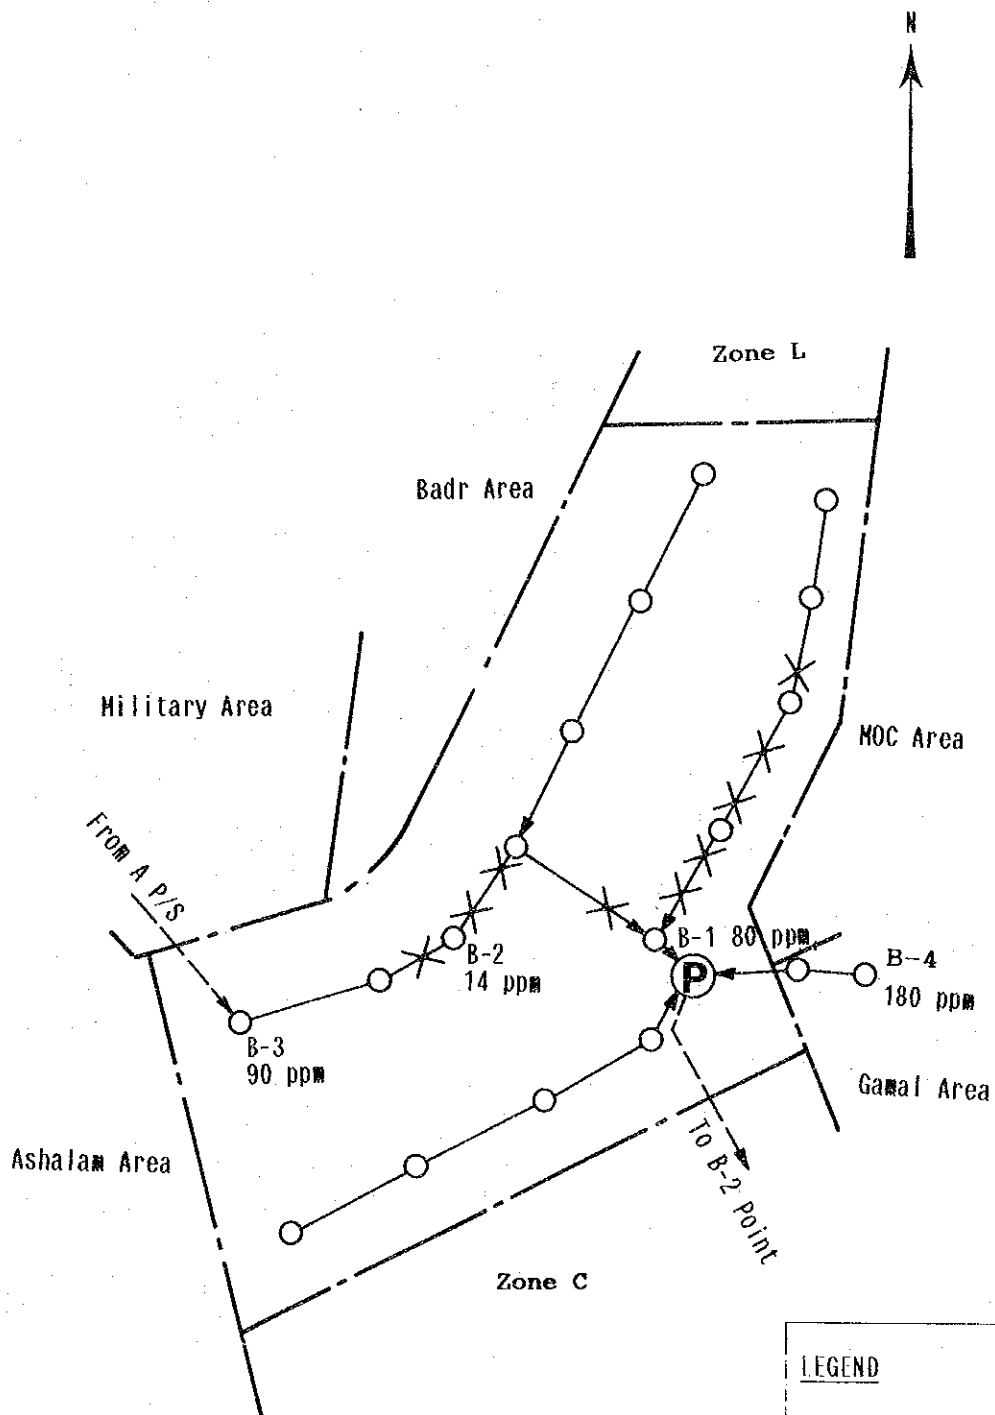 N
Zone L
Badr Area
Military Area
MOC Area
From A P/S
B-1 80 ppm
B-2
14 ppm
P
B-4
180 ppm
B-3
90 ppm
Gamal Area
To B-2 Point
Ashalam Area
Zone C
LEGEND